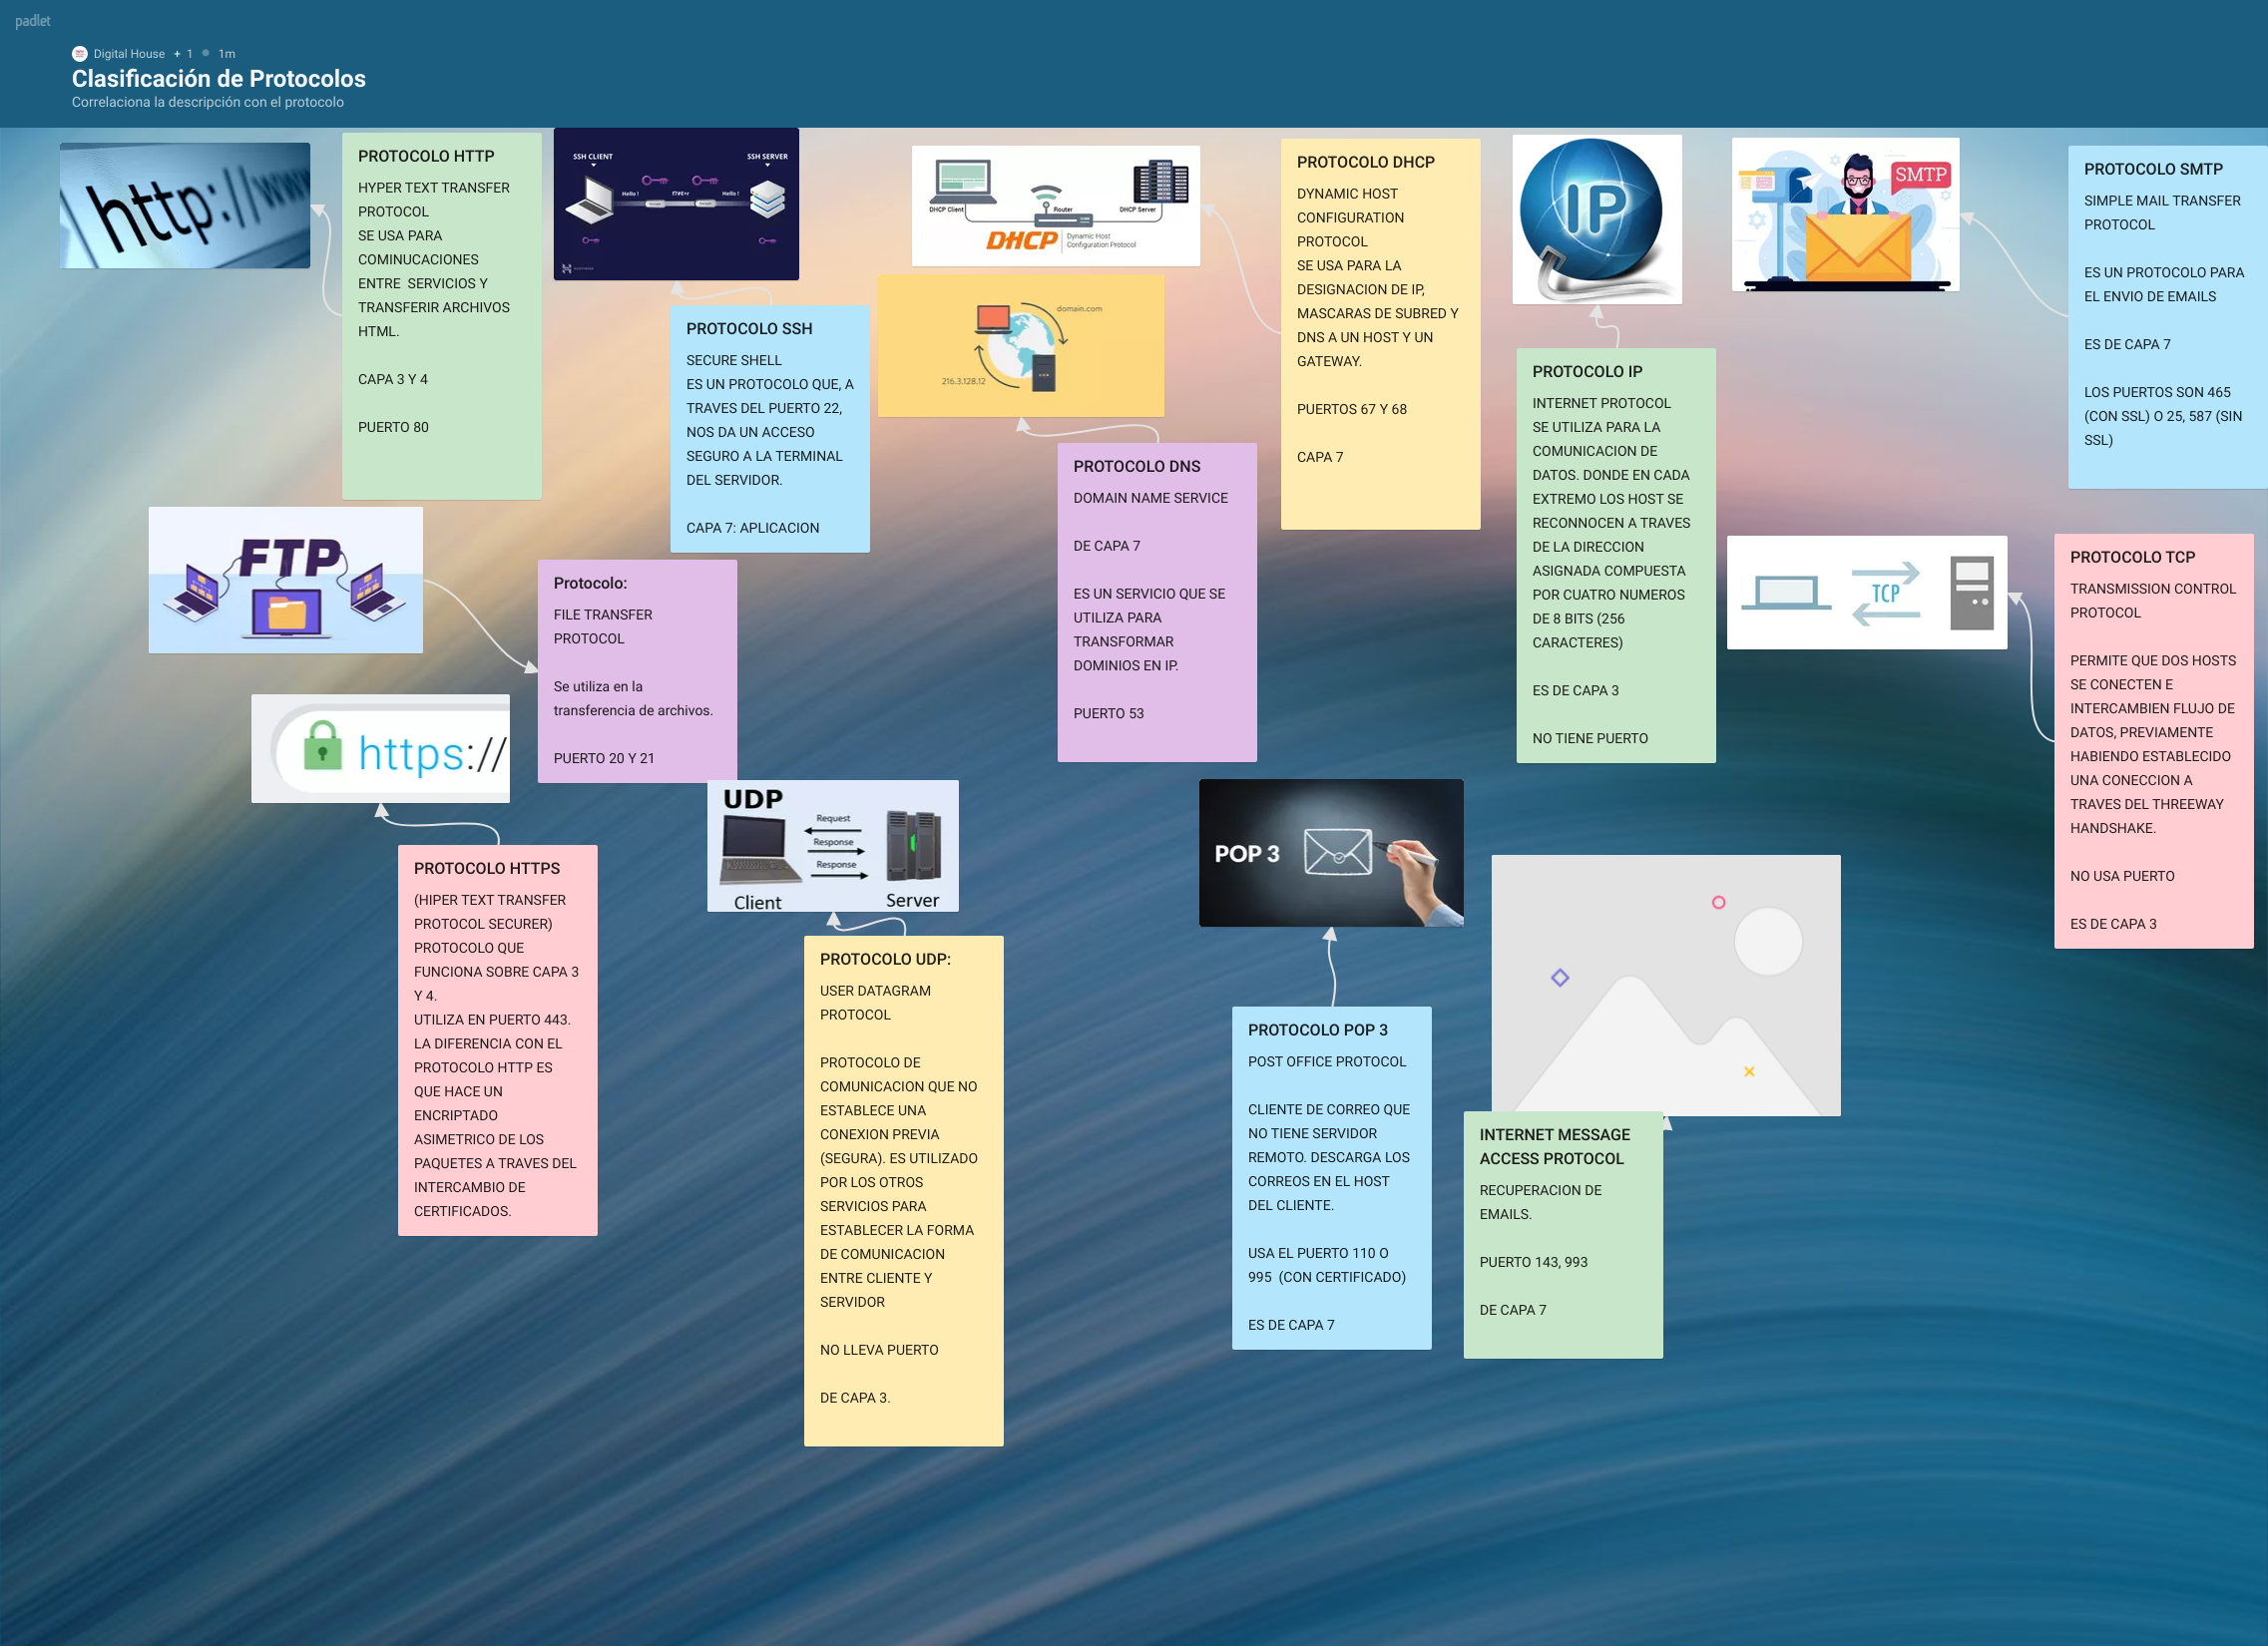 padlet
Digital House + 1 1m
Clasificación de Protocolos
Correlaciona la descripción con el protocolo
http://www
PROTOCOLO HTTP
HYPER TEXT TRANSFER
PROTOCOL
SE USA PARA
COMINUCACIONES
ENTRE SERVICIOS Y
TRANSFERIR ARCHIVOS
HTML.
CAPA 3 Y 4
PUERTO 80
SSH CLIENT
SSH SERVER
Hello !
Hello !
PROTOCOLO SSH
SECURE SHELL
ES UN PROTOCOLO QUE, A
TRAVES DEL PUERTO 22,
NOS DA UN ACCESO
SEGURO A LA TERMINAL
DEL SERVIDOR.
CAPA 7: APLICACION
DHCP Client
Router
DHCP Server
DHCP
Dynamic Host
Configuration Protocol
domain.com
216.3.128.12
PROTOCOLO DHCP
DYNAMIC HOST
CONFIGURATION
PROTOCOL
SE USA PARA LA
DESIGNACION DE IP,
MASCARAS DE SUBRED Y
DNS A UN HOST Y UN
GATEWAY.
PUERTOS 67 Y 68
CAPA 7
PROTOCOLO DNS
DOMAIN NAME SERVICE
DE CAPA 7
ES UN SERVICIO QUE SE
UTILIZA PARA
TRANSFORMAR
DOMINIOS EN IP.
PUERTO 53
IP
PROTOCOLO IP
INTERNET PROTOCOL
SE UTILIZA PARA LA
COMUNICACION DE
DATOS. DONDE EN CADA
EXTREMO LOS HOST SE
RECONNOCEN A TRAVES
DE LA DIRECCION
ASIGNADA COMPUESTA
POR CUATRO NUMEROS
DE 8 BITS (256
CARACTERES)
ES DE CAPA 3
NO TIENE PUERTO
SMTP
PROTOCOLO SMTP
SIMPLE MAIL TRANSFER
PROTOCOL
ES UN PROTOCOLO PARA
EL ENVIO DE EMAILS
ES DE CAPA 7
LOS PUERTOS SON 465
(CON SSL) O 25, 587 (SIN
SSL)
TCP
PROTOCOLO TCP
TRANSMISSION CONTROL
PROTOCOL
PERMITE QUE DOS HOSTS
SE CONECTEN E
INTERCAMBIEN FLUJO DE
DATOS, PREVIAMENTE
HABIENDO ESTABLECIDO
UNA CONECCION A
TRAVES DEL THREEWAY
HANDSHAKE.
NO USA PUERTO
ES DE CAPA 3
FTP
Protocolo:
FILE TRANSFER
PROTOCOL
Se utiliza en la
transferencia de archivos.
PUERTO 20 Y 21
https://
PROTOCOLO HTTPS
(HIPER TEXT TRANSFER
PROTOCOL SECURER)
PROTOCOLO QUE
FUNCIONA SOBRE CAPA 3
Y 4.
UTILIZA EN PUERTO 443.
LA DIFERENCIA CON EL
PROTOCOLO HTTP ES
QUE HACE UN
ENCRIPTADO
ASIMETRICO DE LOS
PAQUETES A TRAVES DEL
INTERCAMBIO DE
CERTIFICADOS.
UDP
Request
Response
Response
Client
Server
PROTOCOLO UDP:
USER DATAGRAM
PROTOCOL
PROTOCOLO DE
COMUNICACION QUE NO
ESTABLECE UNA
CONEXION PREVIA
(SEGURA). ES UTILIZADO
POR LOS OTROS
SERVICIOS PARA
ESTABLECER LA FORMA
DE COMUNICACION
ENTRE CLIENTE Y
SERVIDOR
NO LLEVA PUERTO
DE CAPA 3.
POP 3
PROTOCOLO POP 3
POST OFFICE PROTOCOL
CLIENTE DE CORREO QUE
NO TIENE SERVIDOR
REMOTO. DESCARGA LOS
CORREOS EN EL HOST
DEL CLIENTE.
USA EL PUERTO 110 O
995 (CON CERTIFICADO)
ES DE CAPA 7
INTERNET MESSAGE
ACCESS PROTOCOL
RECUPERACION DE
EMAILS.
PUERTO 143, 993
DE CAPA 7